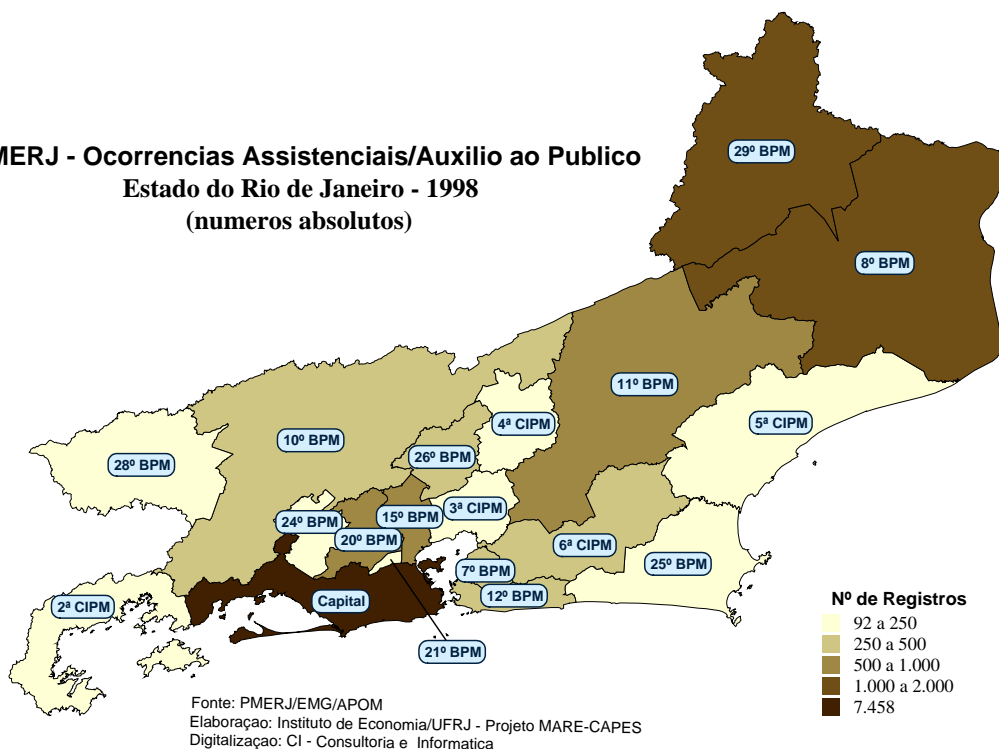 MERJ - Ocorrencias Assistenciais/Auxilio ao Publico
Estado do Rio de Janeiro - 1998
(numeros absolutos)
29º BPM
8º BPM
11º BPM
4ª CIPM
5ª CIPM
10º BPM
26º BPM
28º BPM
3ª CIPM
15º BPM
24º BPM
20º BPM
6ª CIPM
7º BPM
25º BPM
12º BPM
Capital
2ª CIPM
21º BPM
Nº de Registros
92 a 250
250 a 500
500 a 1.000
1.000 a 2.000
7.458
Fonte: PMERJ/EMG/APOM
Elaboraçao: Instituto de Economia/UFRJ - Projeto MARE-CAPES
Digitalizaçao: CI - Consultoria e Informatica